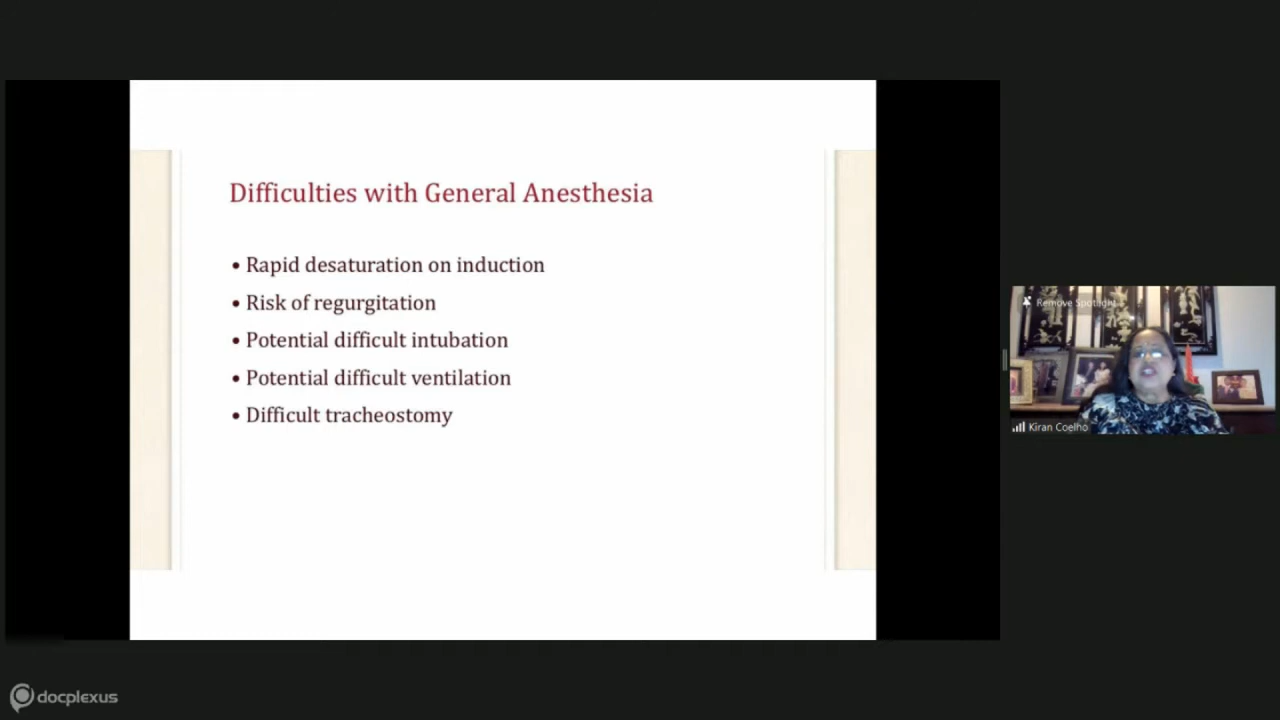 Difficulties with General Anesthesia
• Rapid desaturation on induction
• Risk of regurgitation
• Potential difficult intubation
• Potential difficult ventilation
• Difficult tracheostomy
Remove Spotlight
Kiran Coelho
docplexus